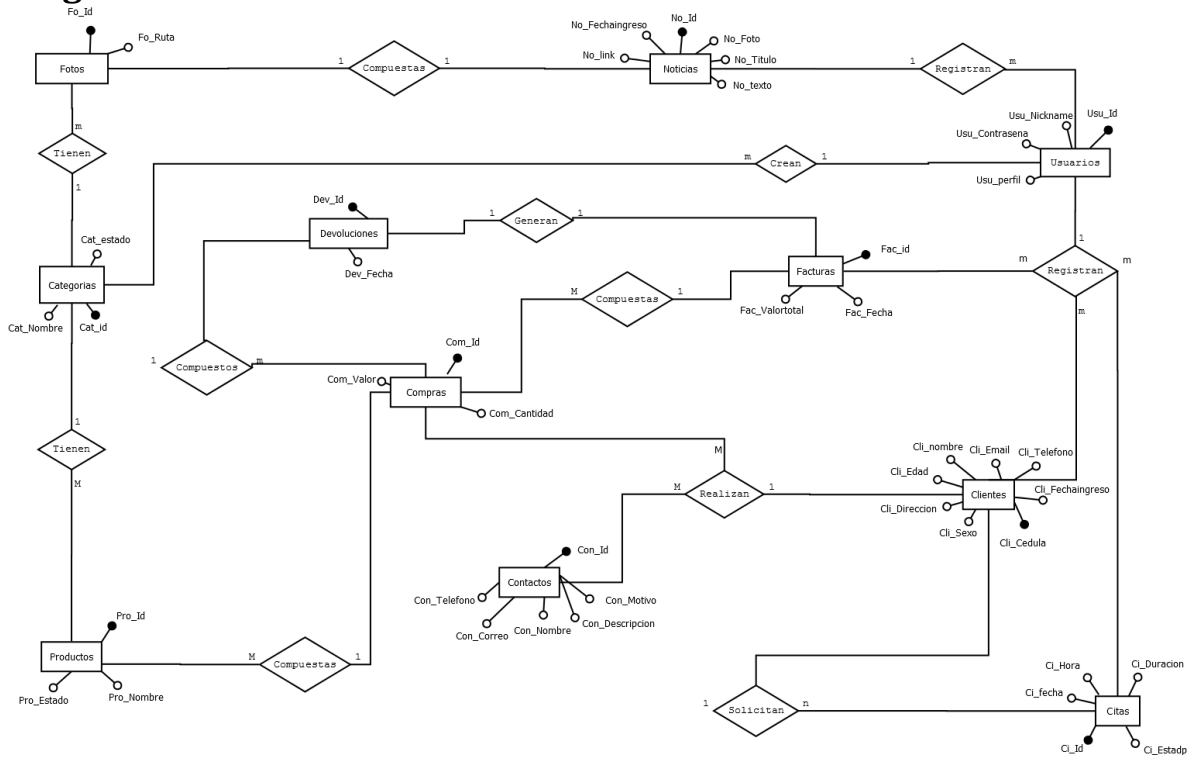 Fo_Id
Fo_Ruta
Fotos
1
Compuestas
1
No_Fechaingreso
No_Id
No_Foto
No_link
No_Titulo
Noticias
No_texto
1
Registran
m
Usu_Nickname
Usu_Id
Usu_Contrasena
Usuarios
Usu_perfil
m
Tienen
1
m
Crean
1
Dev_Id
Devoluciones
Dev_Fecha
1
Generan
1
Cat_estado
Categorias
Cat_Nombre
Cat_id
Fac_id
Facturas
Fac_Valortotal
Fac_Fecha
1
m
Registran
m
m
M
Compuestas
1
1
Compuestos
m
Com_Id
Com_Valor
Compras
Com_Cantidad
1
Tienen
M
M
M
Realizan
1
Cli_nombre
Cli_Email
Cli_Telefono
Cli_Edad
Cli_Fechaingreso
Clientes
Cli_Direccion
Cli_Sexo
Cli_Cedula
Con_Id
Contactos
Con_Telefono
Con_Motivo
Con_Descripcion
Con_Correo
Con_Nombre
Pro_Id
Productos
Pro_Estado
Pro_Nombre
M
Compuestas
1
1
Solicitan
n
Ci_Hora
Ci_Duracion
Ci_fecha
Citas
Ci_Id
Ci_Estadp